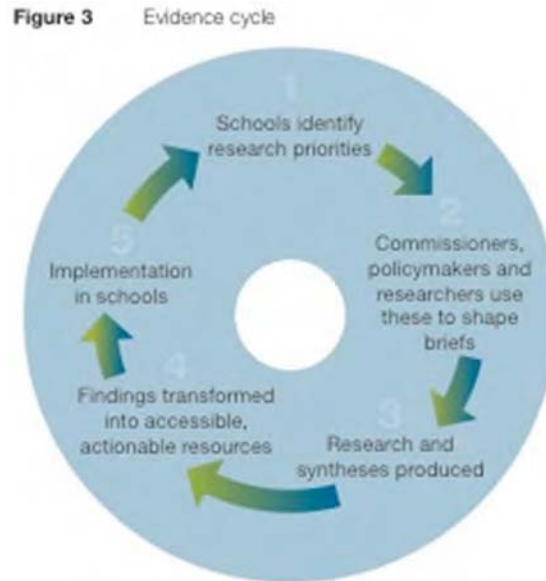 Figure 3 Evidence cycle
1
Schools identify
research priorities
2
Commissioners,
policymakers and
researchers use
these to shape
briefs
3
Research and
syntheses produced
4
Findings transformed
into accessible,
actionable resources
5
Implementation
in schools